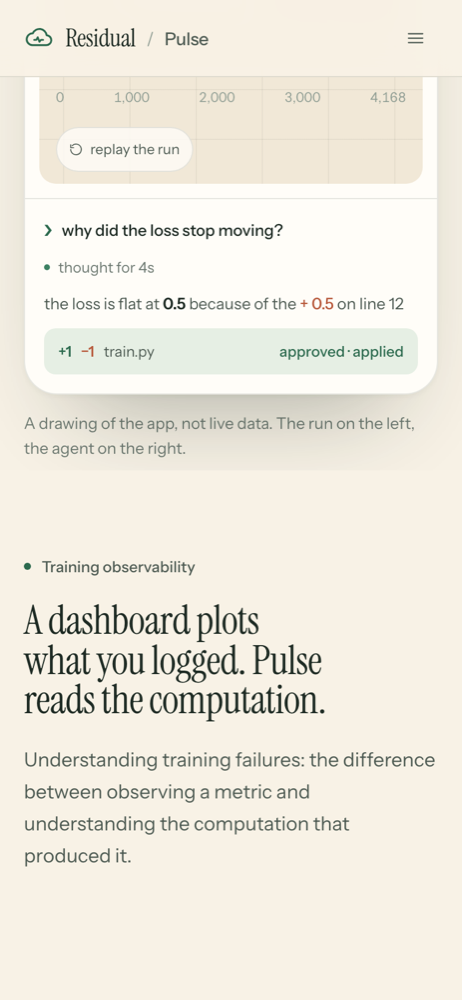 Residual / Pulse
0 1,000 2,000 3,000 4,168
replay the run
why did the loss stop moving?
thought for 4s
the loss is flat at 0.5 because of the + 0.5 on line 12
+1 −1 train.py approved · applied
A drawing of the app, not live data. The run on the left,
the agent on the right.
Training observability
A dashboard plots
what you logged. Pulse
reads the computation.
Understanding training failures: the difference
between observing a metric and
understanding the computation that
produced it.